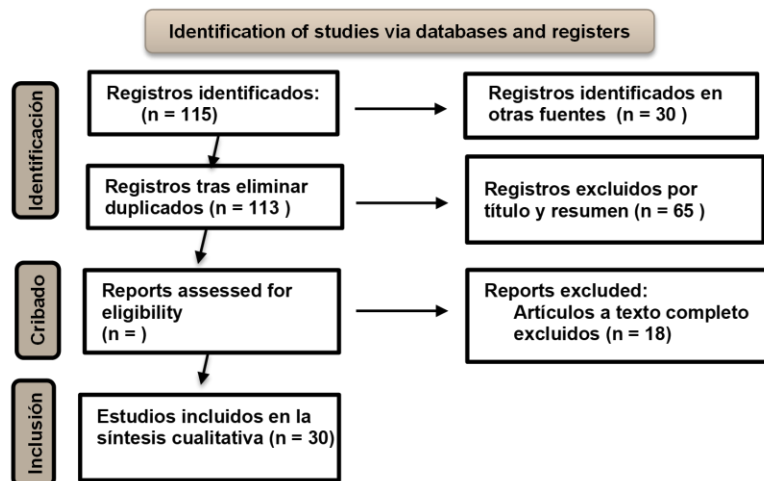 Identification of studies via databases and registers
Identificación
Registros identificados:
(n = 115)
Registros identificados en
otras fuentes (n = 30 )
Registros tras eliminar
duplicados (n = 113 )
Registros excluidos por
título y resumen (n = 65 )
Cribado
Reports assessed for
eligibility
(n = )
Reports excluded:
Artículos a texto completo
excluidos (n = 18)
Inclusión
Estudios incluidos en la
síntesis cualitativa (n = 30)